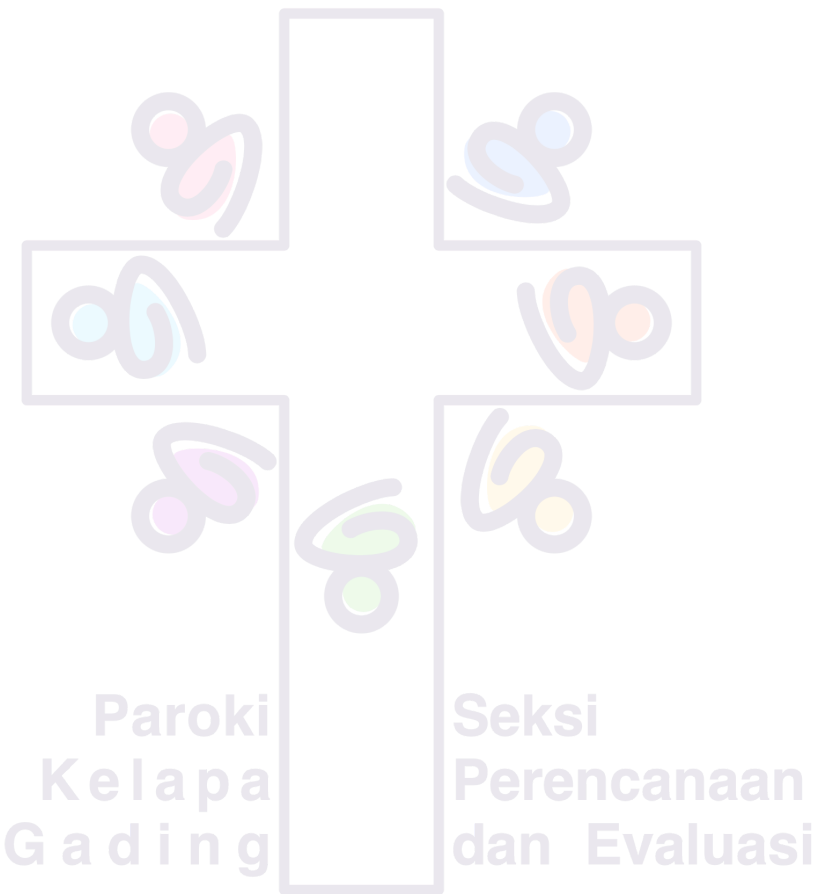 Paroki
Kelapa
Gading
Seksi
Perencanaan
dan Evaluasi